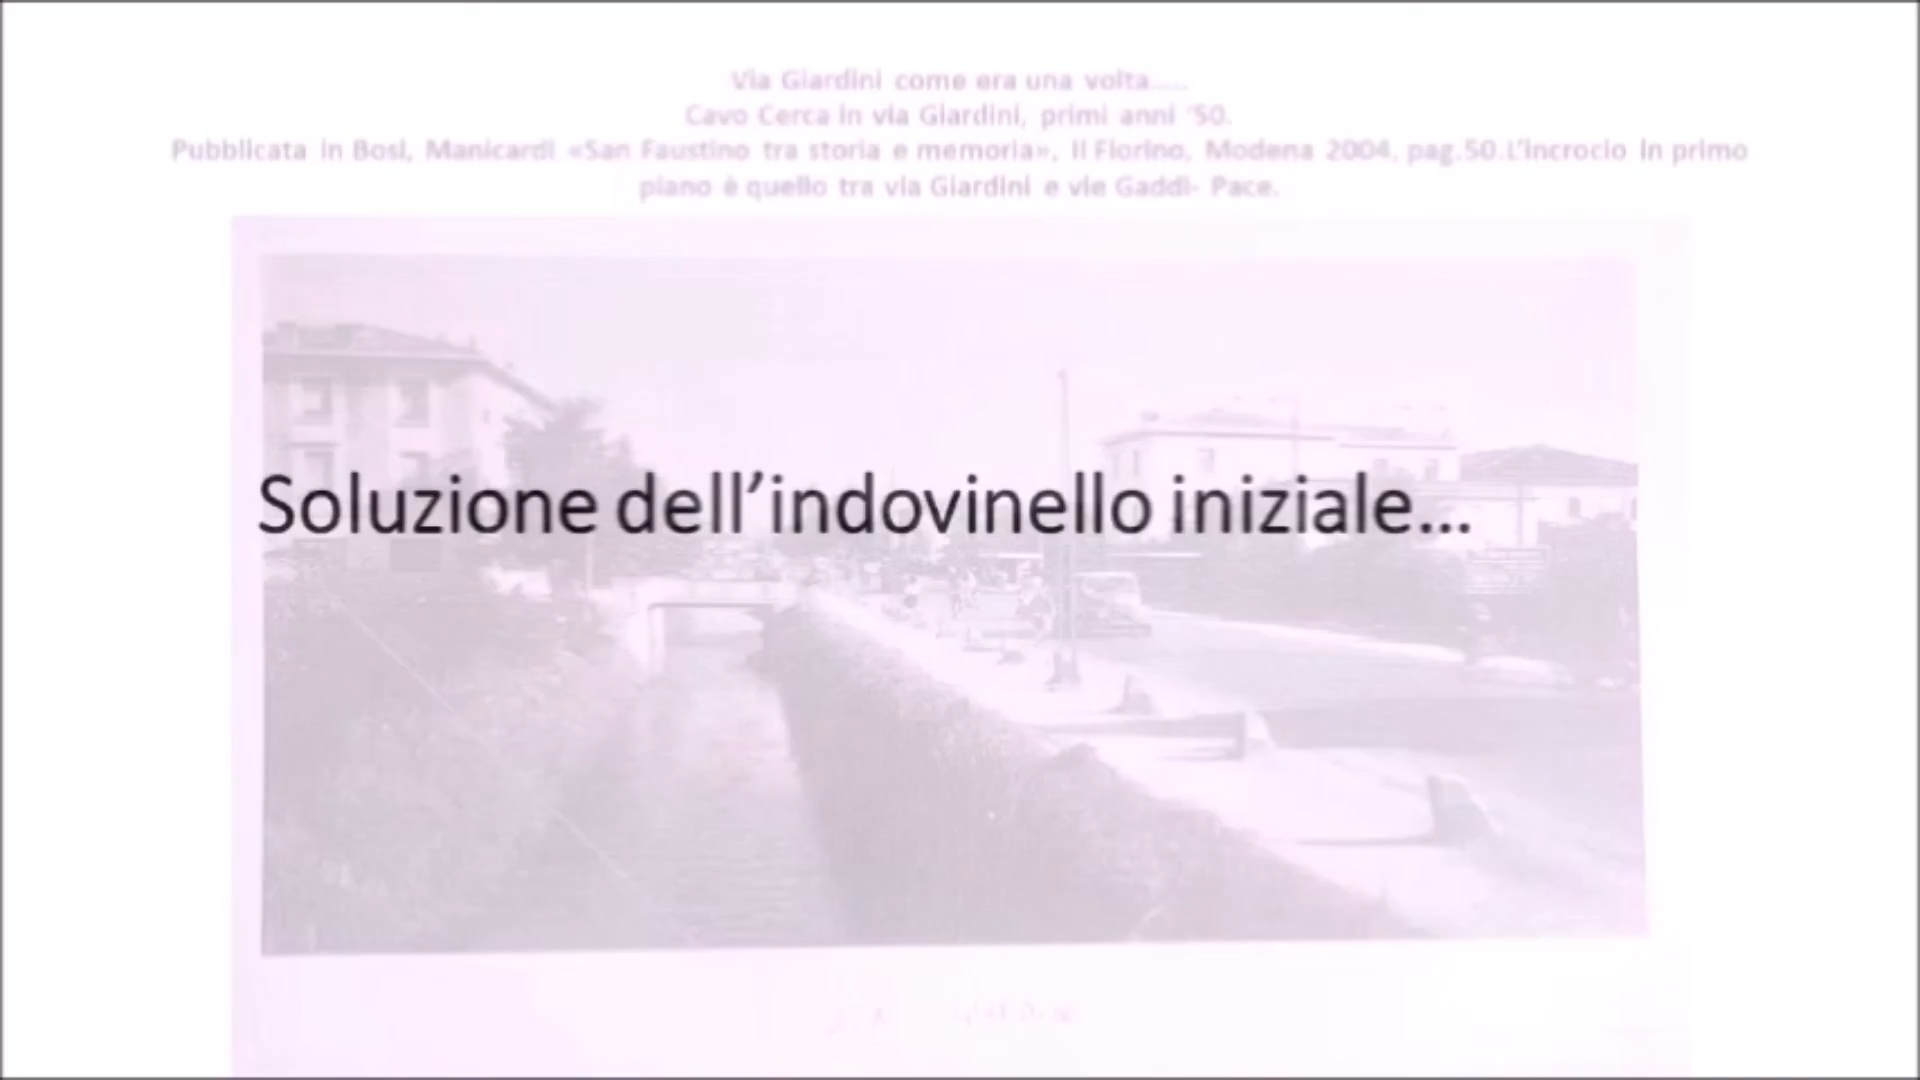 Via Giardini come era una volta.....
Cavo Cerca in via Giardini, primi anni '50.
Pubblicata in Bosi, Manicardi «San Faustino tra storia e memoria», Il Fiorino, Modena 2004, pag.50.L'incrocio in primo
piano è quello tra via Giardini e vie Gaddi- Pace.
Soluzione dell'indovinello iniziale...